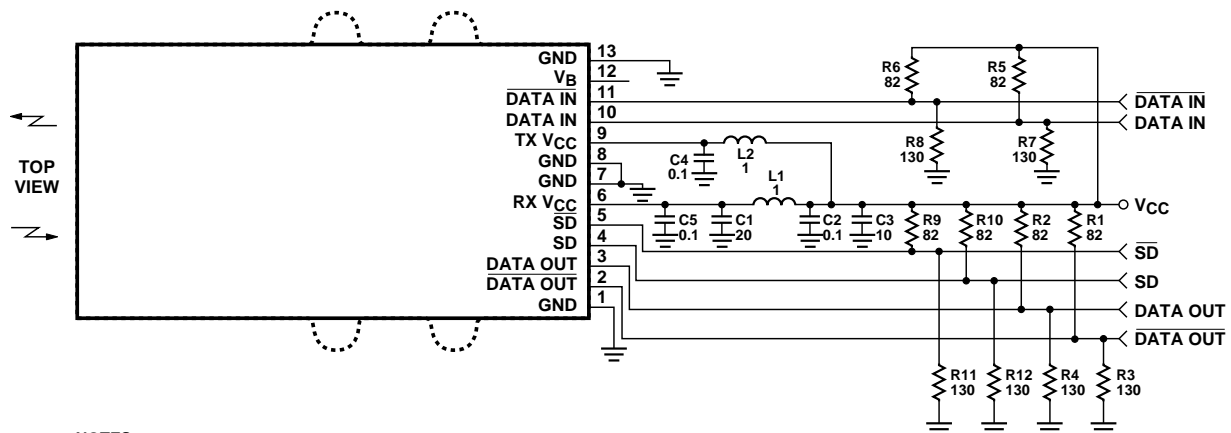 13
GND
12
VB
11
DATA IN
10
DATA IN
9
TX VCC
8
GND
7
GND
6
RX VCC
5
SD
4
SD
3
DATA OUT
2
DATA OUT
1
GND
TOP
VIEW
R6
82
R5
82
DATA IN
DATA IN
R8
130
R7
130
C4
0.1
L2
1
L1
1
VCC
C5
0.1
C1
20
C2
0.1
C3
10
R9
82
R10
82
R2
82
R1
82
SD
SD
DATA OUT
DATA OUT
R11
130
R12
130
R4
130
R3
130